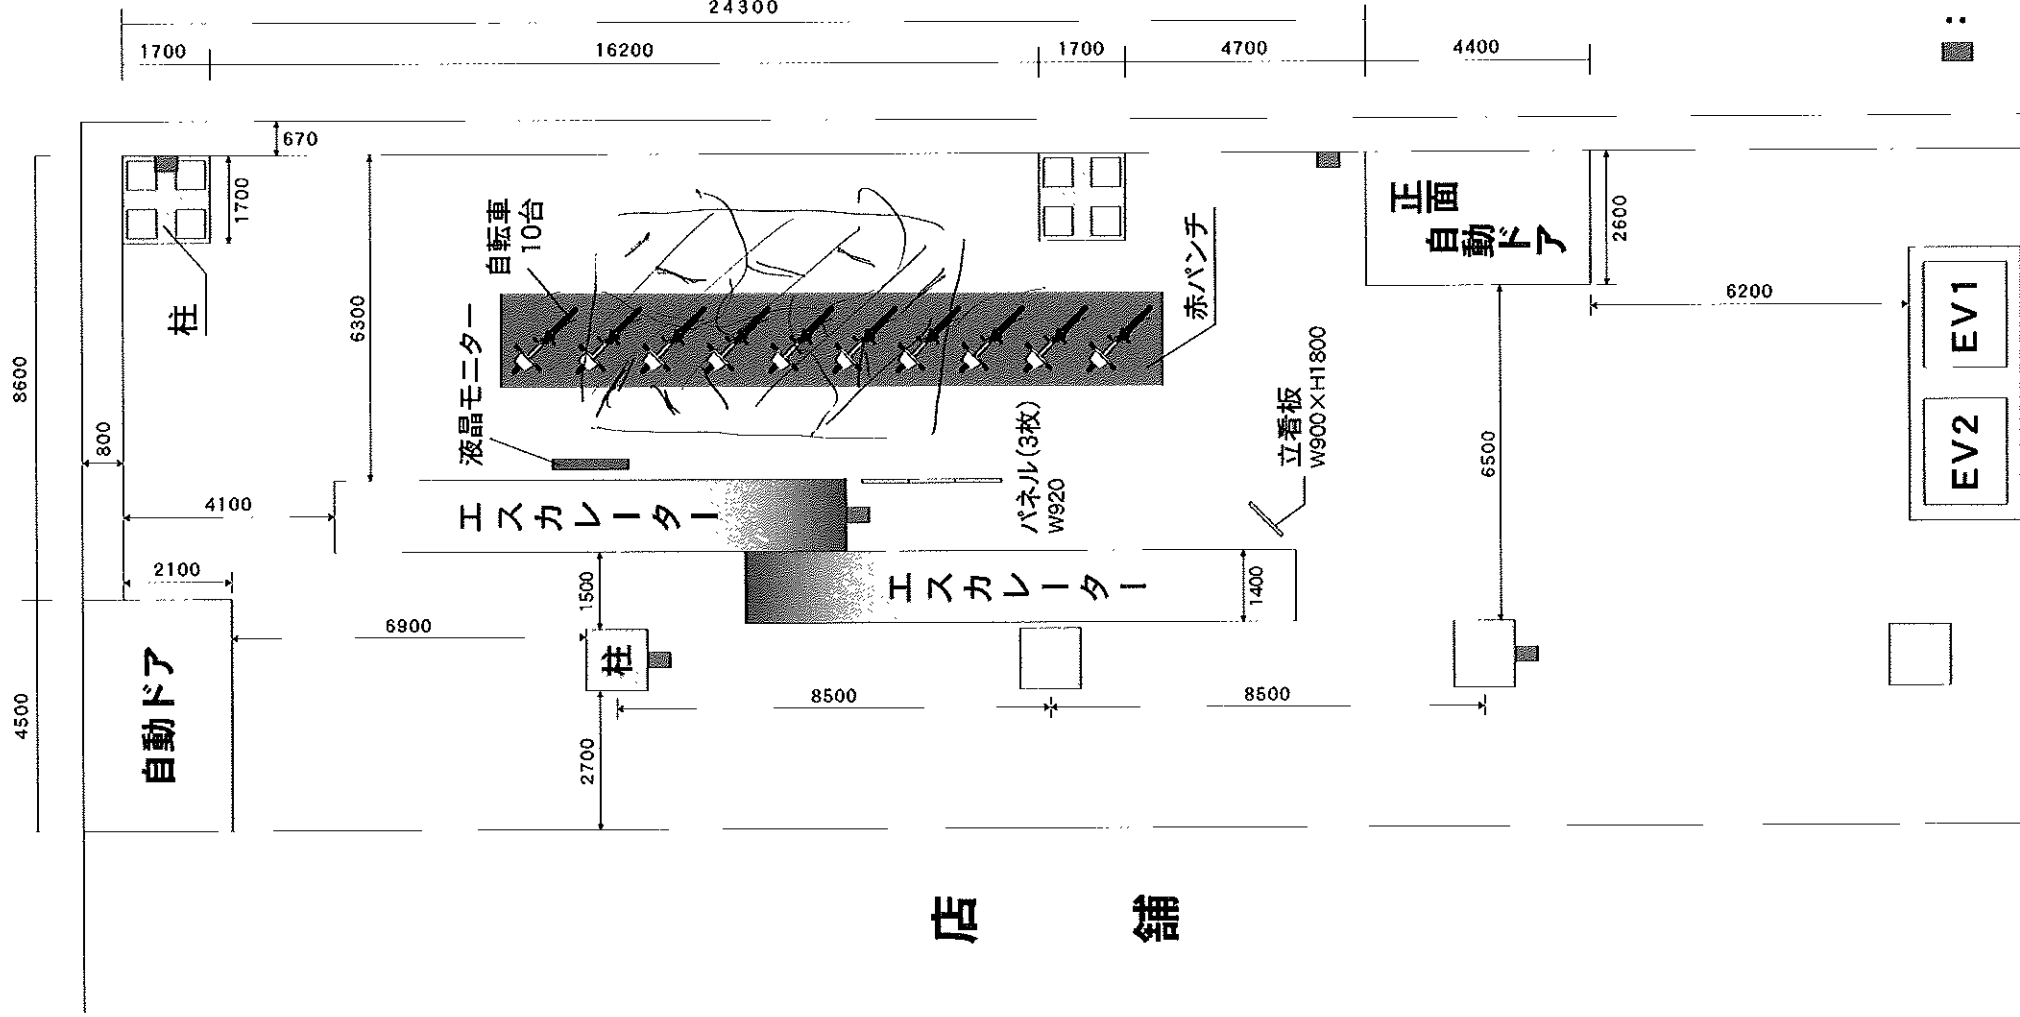 24300
1700
16200
1700
4700
4400
670
8600
4500
800
1700
柱
6300
4100
2100
自転車
10台
液晶モニター
赤パンチ
正面
自動ドア
2600
6200
EV1
EV2
エスカレーター
パネル(3枚)
W920
立看板
W900×H1800
6500
エスカレーター
1500
1400
6900
自動ドア
柱
2700
8500
8500
店舗
: